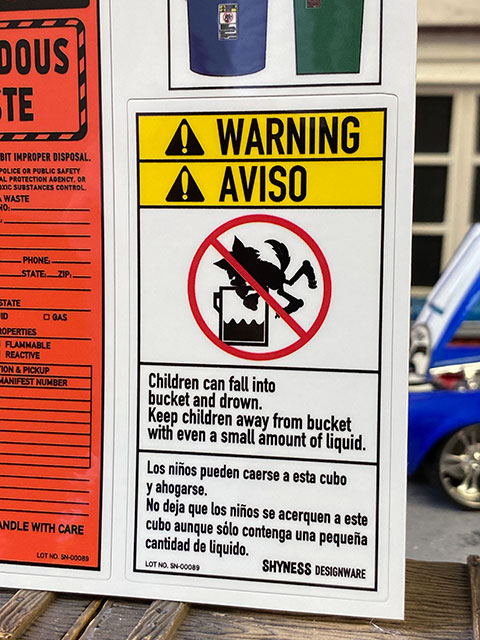 DOUS
STE
BIT IMPROPER DISPOSAL.
POLICE OR PUBLIC SAFETY
AL PROTECTION AGENCY, OR
OXIC SUBSTANCES CONTROL.
WASTE
NO:
PHONE:
STATE: ZIP:
STATE
ID GAS
ROPERTIES
FLAMMABLE
REACTIVE
ION & PICKUP
MANIFEST NUMBER
ANDLE WITH CARE
LOT NO. SN-00089
WARNING
AVISO
Children can fall into
bucket and drown.
Keep children away from bucket
with even a small amount of liquid.
Los niños pueden caerse a esta cubo
y ahogarse.
No deja que los niños se acerquen a este
cubo aunque sólo contenga una pequeña
cantidad de liquido.
LOT NO. SN-00089
SHYNESS DESIGNWARE